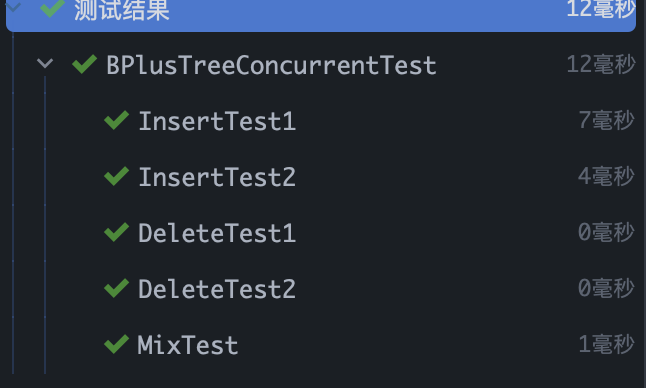 测试结果 12毫秒
BPlusTreeConcurrentTest 12毫秒
InsertTest1 7毫秒
InsertTest2 4毫秒
DeleteTest1 0毫秒
DeleteTest2 0毫秒
MixTest 1毫秒